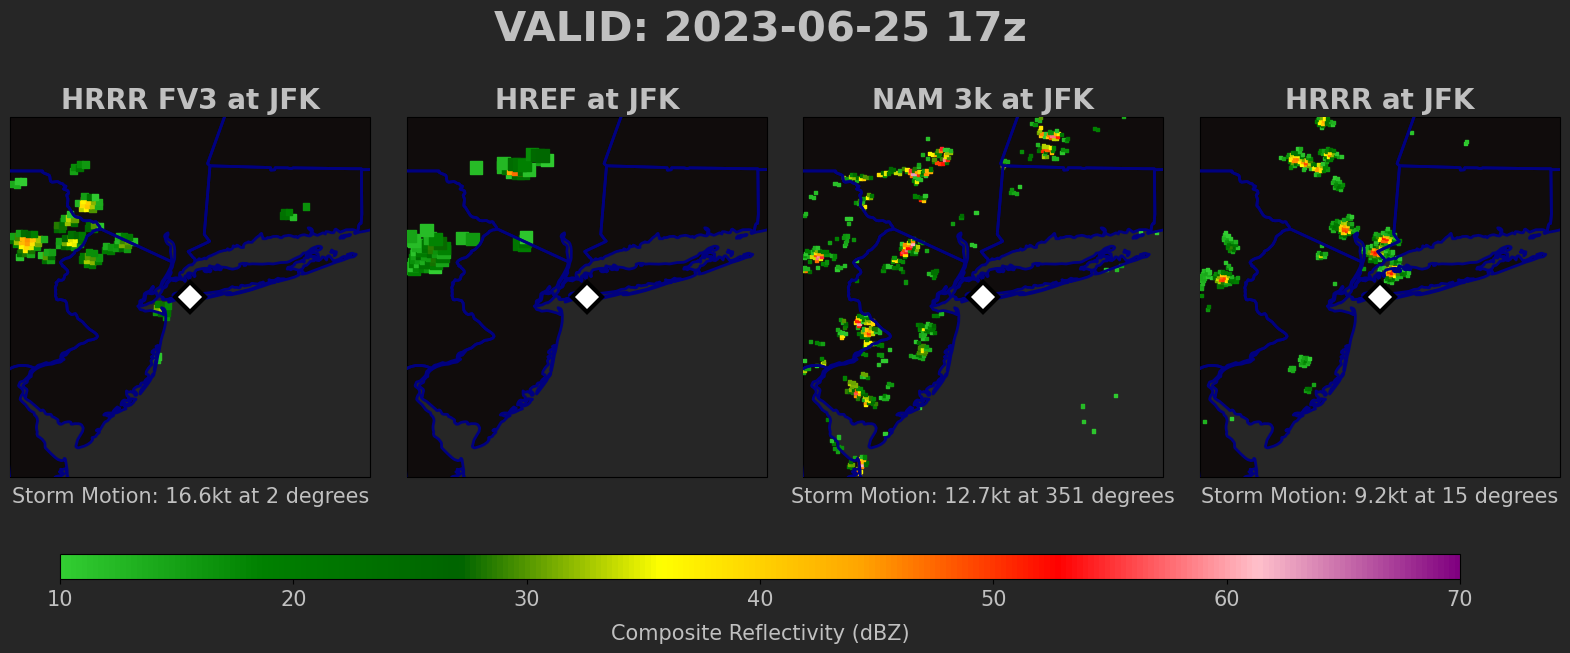 VALID: 2023-06-25 17z
HRRR FV3 at JFK
HREF at JFK
NAM 3k at JFK
HRRR at JFK
Storm Motion: 16.6kt at 2 degrees
Storm Motion: 12.7kt at 351 degrees
Storm Motion: 9.2kt at 15 degrees
10 20 30 40 50 60 70
Composite Reflectivity (dBZ)